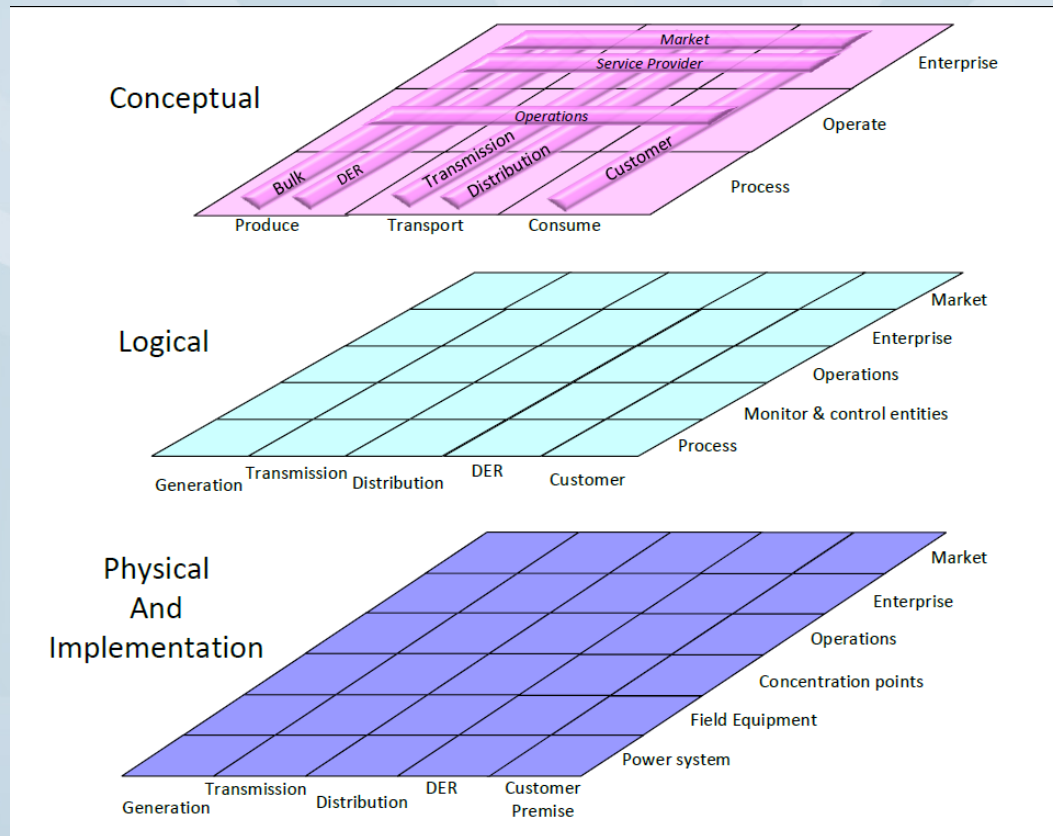 Market
Service Provider
Enterprise
Conceptual
Operations
Operate
Bulk
DER
Transmission
Distribution
Customer
Process
Produce
Transport
Consume
Market
Logical
Enterprise
Operations
Monitor & control entities
Process
Generation
Transmission
Distribution
DER
Customer
Physical
And
Implementation
Market
Enterprise
Operations
Concentration points
Field Equipment
Power system
Generation
Transmission
Distribution
DER
Customer
Premise